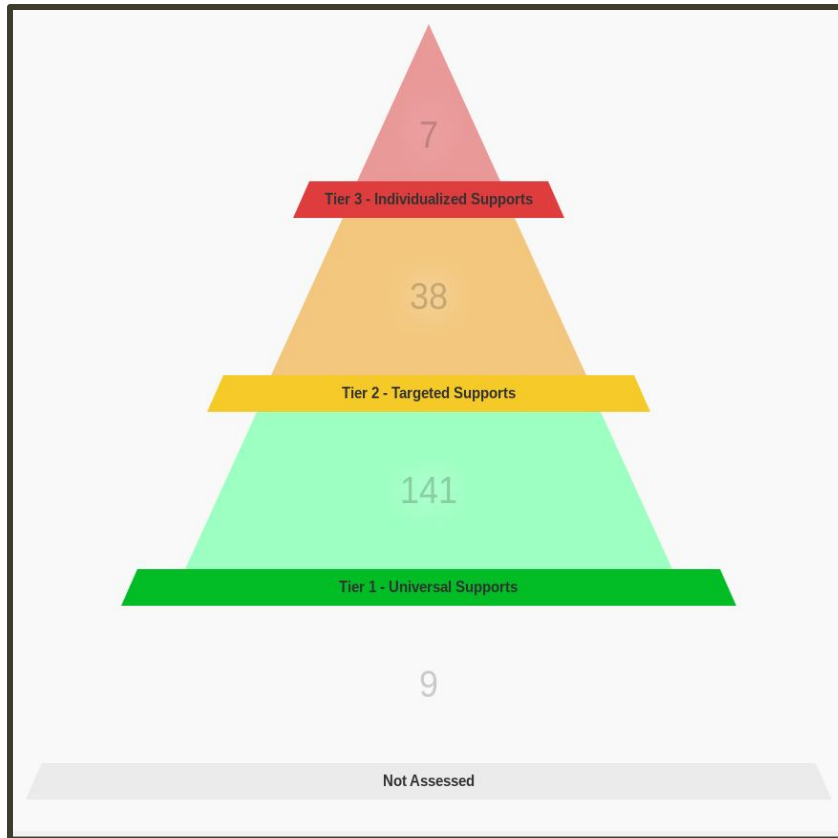 7
Tier 3 - Individualized Supports
38
Tier 2 - Targeted Supports
141
Tier 1 - Universal Supports
9
Not Assessed